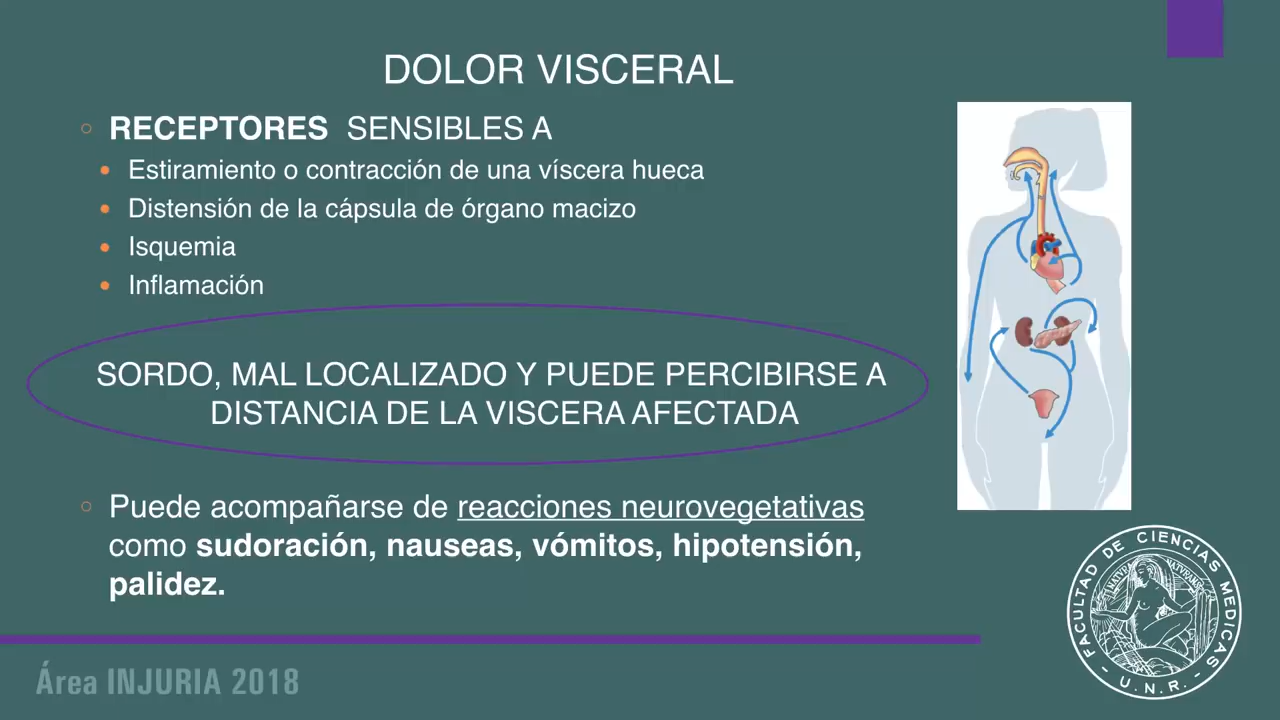 DOLOR VISCERAL
RECEPTORES SENSIBLES A
Estiramiento o contracción de una víscera hueca
Distensión de la cápsula de órgano macizo
Isquemia
Inflamación
SORDO, MAL LOCALIZADO Y PUEDE PERCIBIRSE A
DISTANCIA DE LA VISCERA AFECTADA
Puede acompañarse de reacciones neurovegetativas
como sudoración, nauseas, vómitos, hipotensión,
palidez.
Área INJURIA 2018
FACULTAD DE CIENCIAS MEDICAS
- U.N.R. -